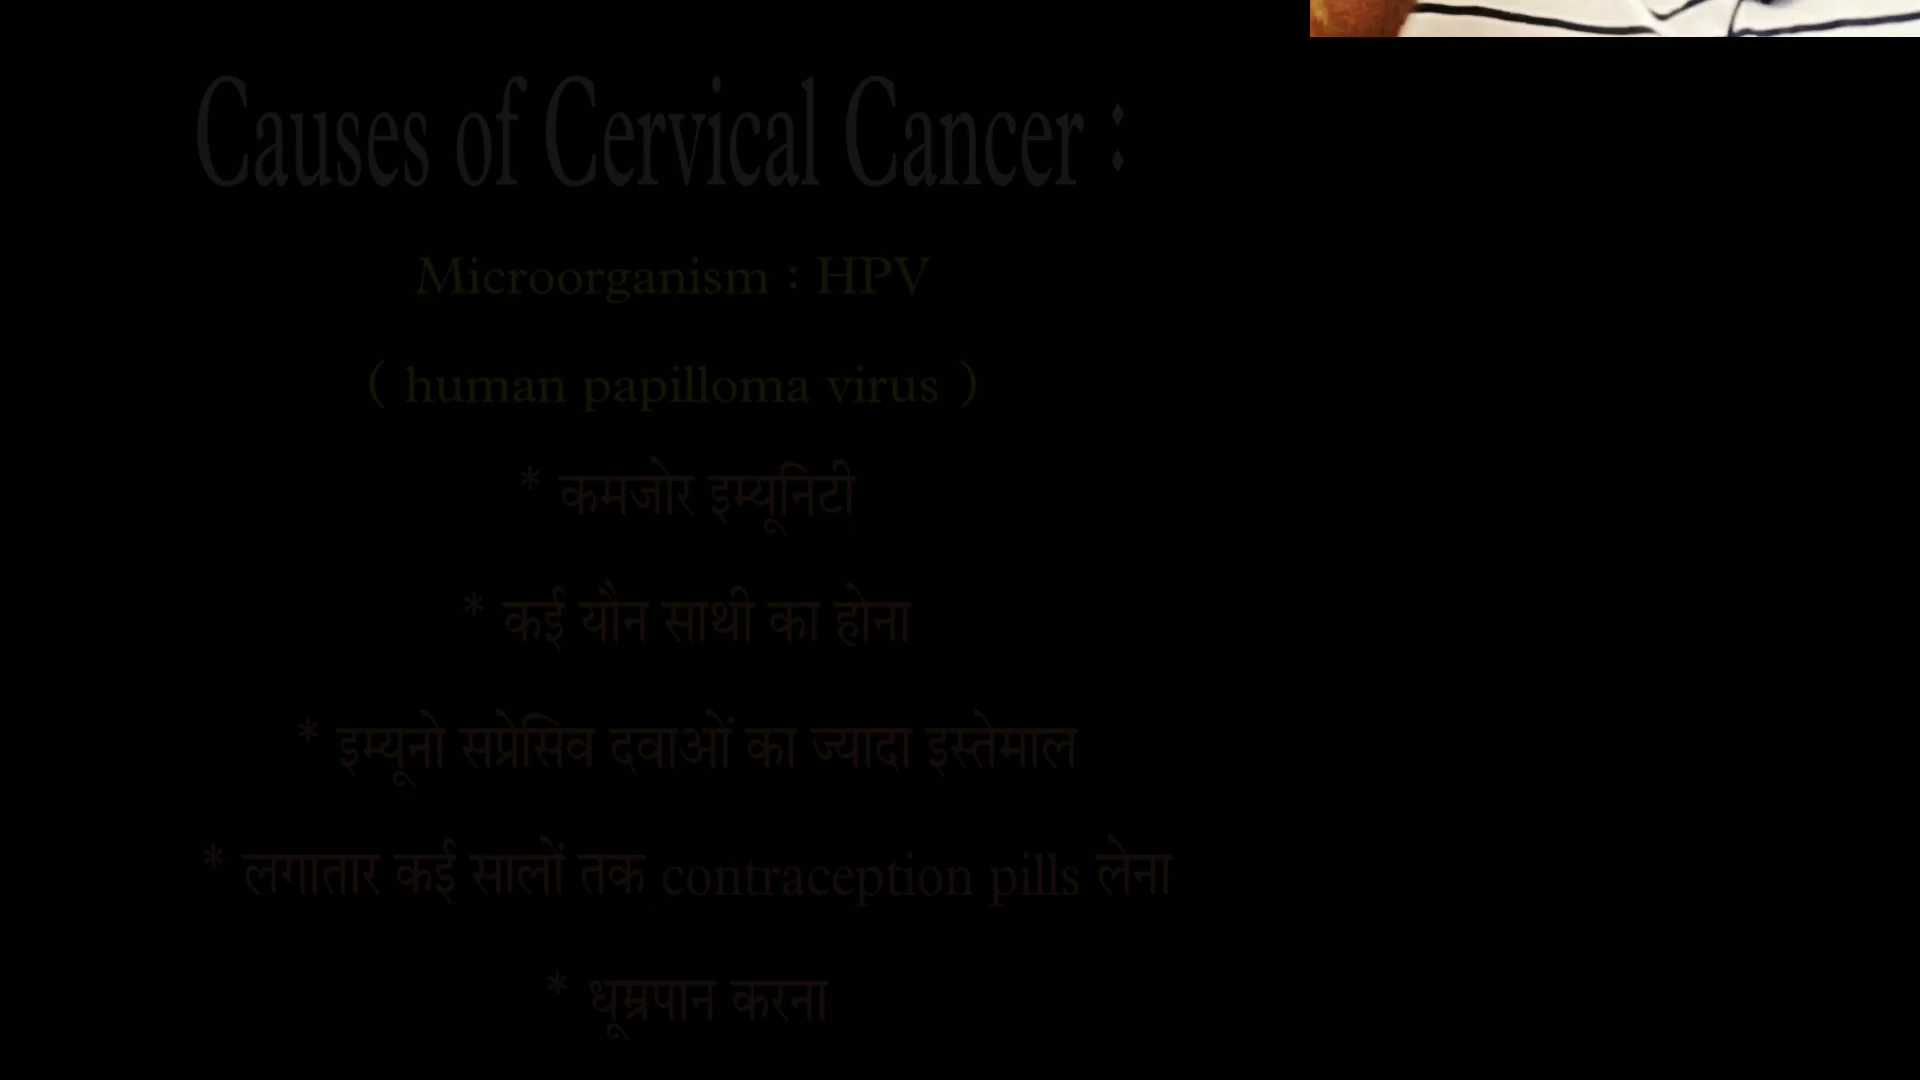 Causes of Cervical Cancer :
Microorganism : HPV
( human papilloma virus )
* कमजोर इम्यूनिटी
* कई यौन साथी का होना
* इम्यूनो सप्रेसिव दवाओं का ज्यादा इस्तेमाल
* लगातार कई सालों तक contraception pills लेना
* धूम्रपान करना